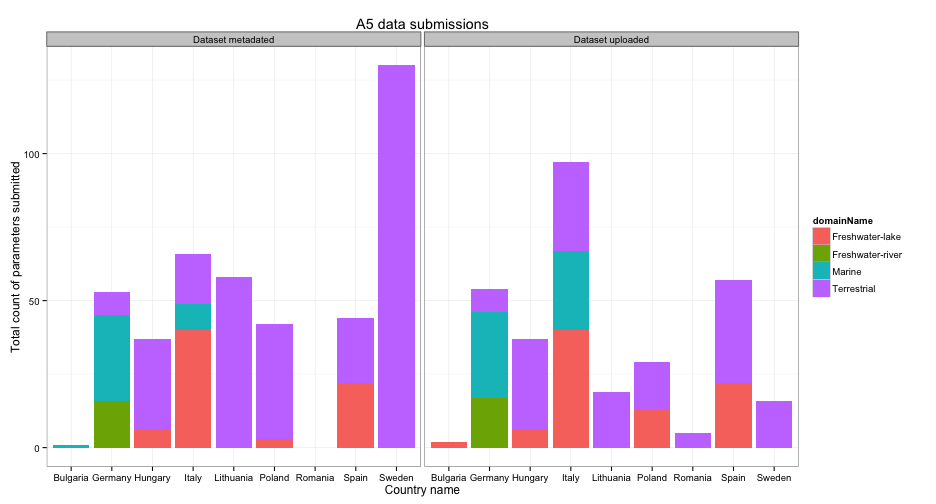 A5 data submissions
Dataset metadated
Dataset uploaded
Total count of parameters submitted
100
50
0
Bulgaria Germany Hungary Italy Lithuania Poland Romania Spain Sweden
Bulgaria Germany Hungary Italy Lithuania Poland Romania Spain Sweden
Country name
domainName
Freshwater-lake
Freshwater-river
Marine
Terrestrial